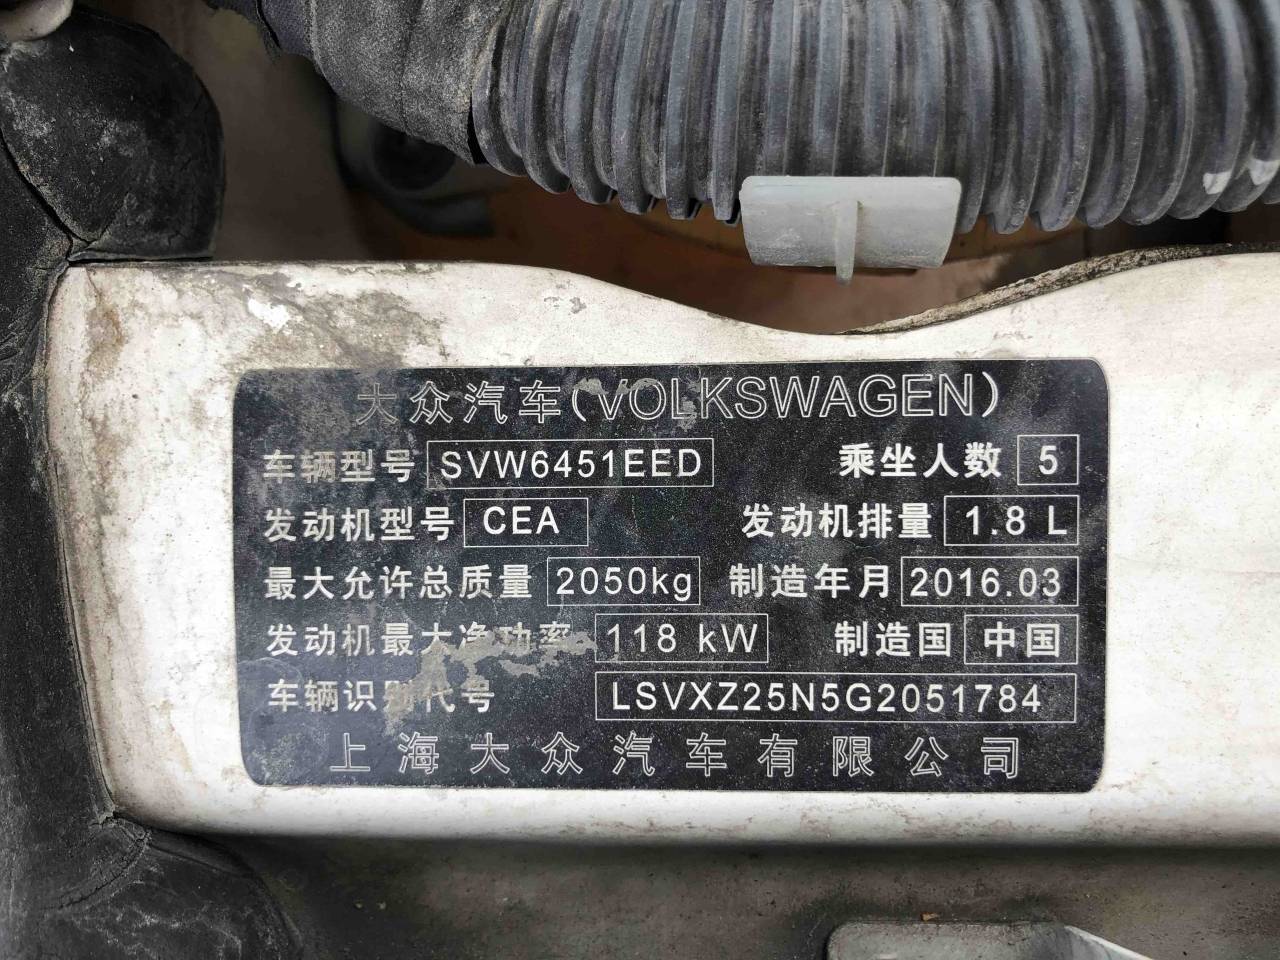 大众汽车(VOLKSWAGEN)
车辆型号 SVW6451EED 乘坐人数 5
发动机型号 CEA 发动机排量 1.8 L
最大允许总质量 2050kg 制造年月 2016.03
发动机最大净功率 118 kW 制造国 中国
车辆识别代号 LSVXZ25N5G2051784
上海大众汽车有限公司